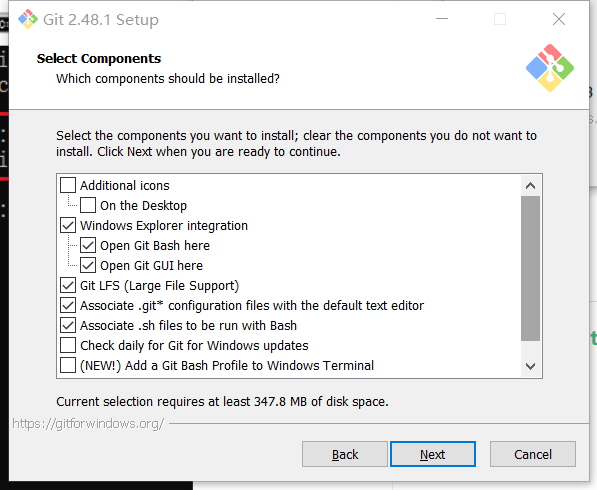 Git 2.48.1 Setup
Select Components
Which components should be installed?
Select the components you want to install; clear the components you do not want to
install. Click Next when you are ready to continue.
Additional icons
On the Desktop
Windows Explorer integration
Open Git Bash here
Open Git GUI here
Git LFS (Large File Support)
Associate .git* configuration files with the default text editor
Associate .sh files to be run with Bash
Check daily for Git for Windows updates
(NEW!) Add a Git Bash Profile to Windows Terminal
Current selection requires at least 347.8 MB of disk space.
https://gitforwindows.org/
Back
Next
Cancel